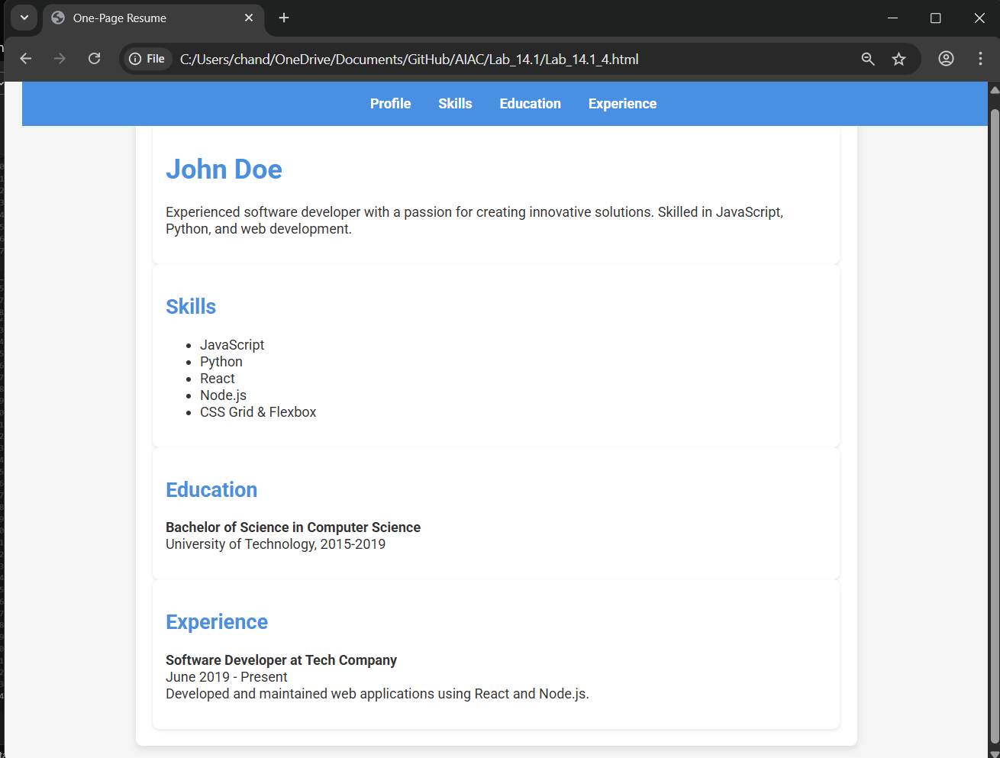 One-Page Resume
File C:/Users/chand/OneDrive/Documents/GitHub/AIAC/Lab_14.1/Lab_14.1_4.html
Profile Skills Education Experience
John Doe
Experienced software developer with a passion for creating innovative solutions. Skilled in JavaScript,
Python, and web development.
Skills
• JavaScript
• Python
• React
• Node.js
• CSS Grid & Flexbox
Education
Bachelor of Science in Computer Science
University of Technology, 2015-2019
Experience
Software Developer at Tech Company
June 2019 - Present
Developed and maintained web applications using React and Node.js.